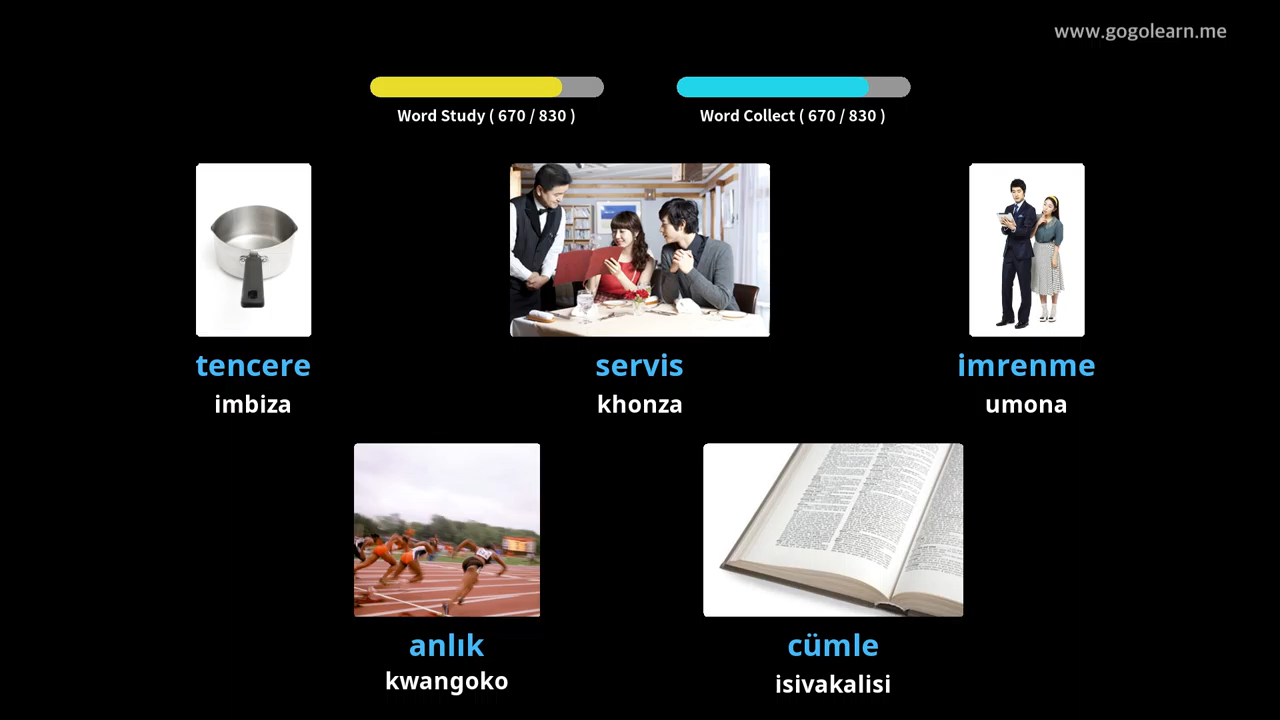 www.gogolearn.me
Word Study ( 670 / 830 )
Word Collect ( 670 / 830 )
tencere
imbiza
servis
khonza
imrenme
umona
anlık
kwangoko
cümle
isivakalisi